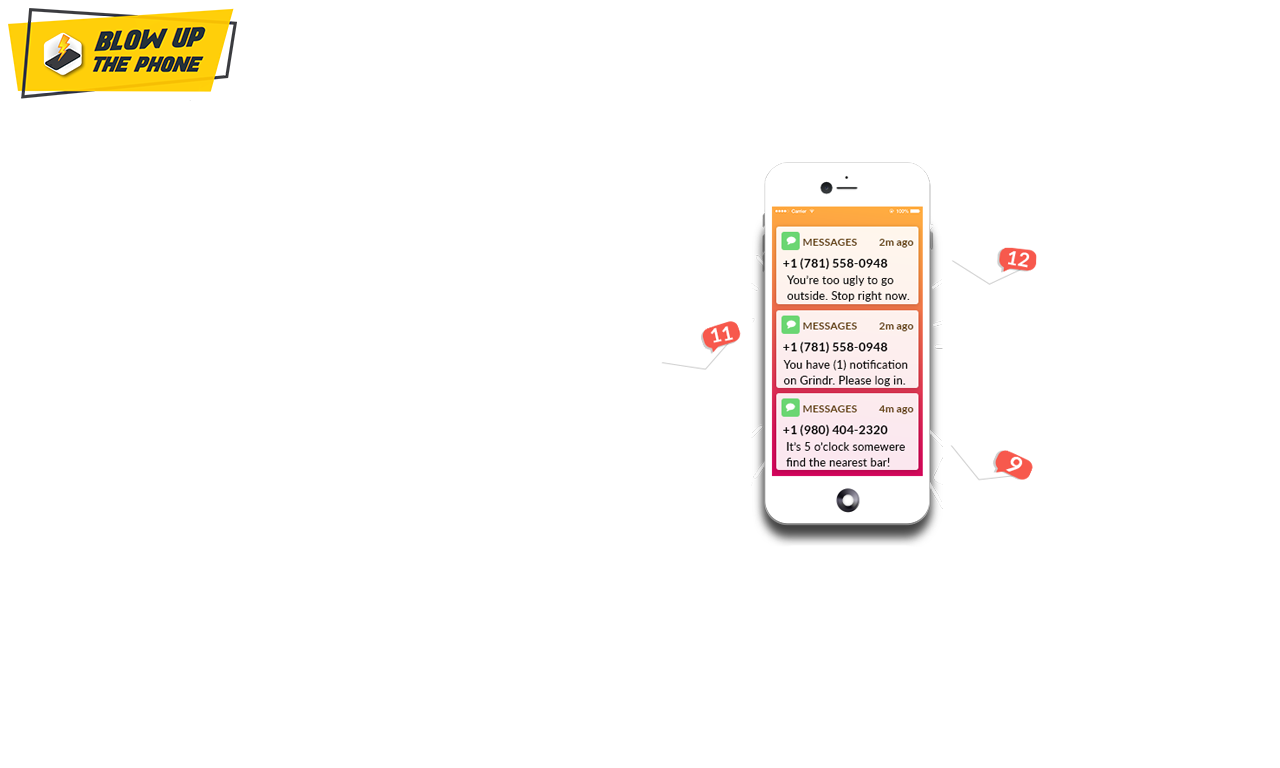 BLOW UP
THE PHONE
Carrier
100%
MESSAGES 2m ago
+1 (781) 558-0948
You're too ugly to go
outside. Stop right now.
12
MESSAGES 2m ago
11
+1 (781) 558-0948
You have (1) notification
on Grindr. Please log in.
MESSAGES 4m ago
+1 (980) 404-2320
It's 5 o'clock somewere
find the nearest bar!
9